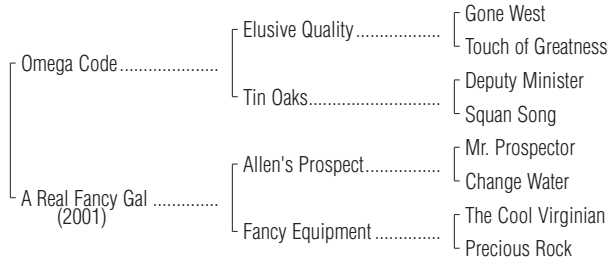 Gone West
Elusive Quality..................
Touch of Greatness
Omega Code.....................
Deputy Minister
Tin Oaks............................
Squan Song
Mr. Prospector
Allen's Prospect................
Change Water
A Real Fancy Gal ..............
(2001)
The Cool Virginian
Fancy Equipment..............
Precious Rock